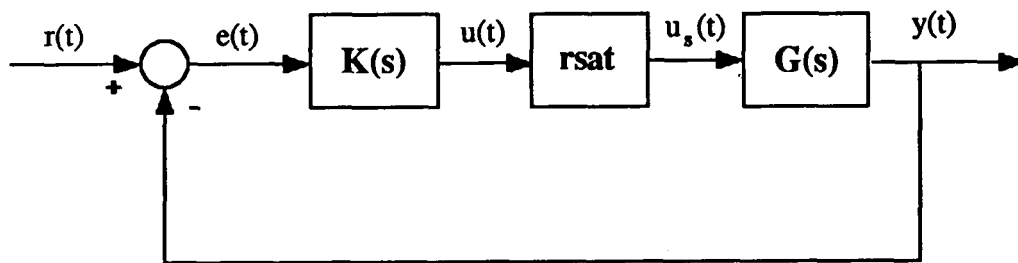 r(t) e(t) u(t) u_s(t) y(t)
K(s) rsat G(s)
+ -